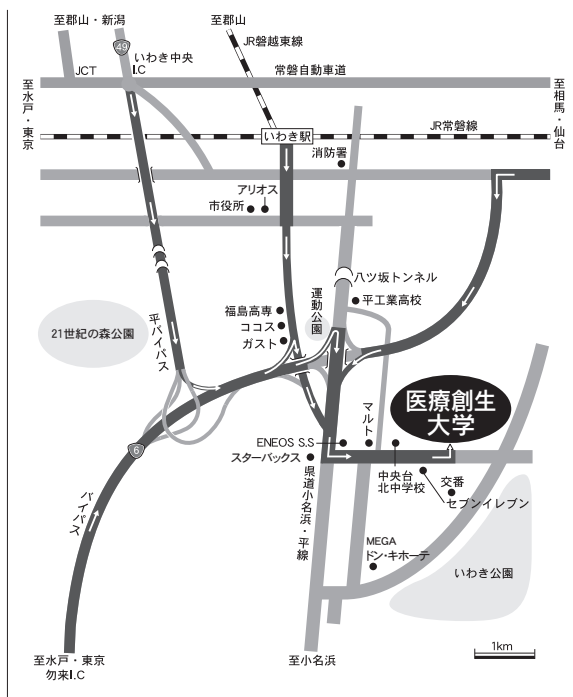 至郡山・新潟
至郡山
JR磐越東線
49
いわき中央
I.C
JCT
常磐自動車道
至水戸・東京
至相馬・仙台
JR常磐線
いわき駅
消防署
アリオス
市役所
八ツ坂トンネル
平工業高校
運動公園
福島高専
ココス
ガスト
21世紀の森公園
平バイパス
医療創生
大学
マルト
ENEOS S.S
スターバックス
6
中央台
北中学校
交番
セブンイレブン
県道小名浜・平線
バイパス
MEGA
ドン・キホーテ
いわき公園
1km
至水戸・東京
勿来I.C
至小名浜